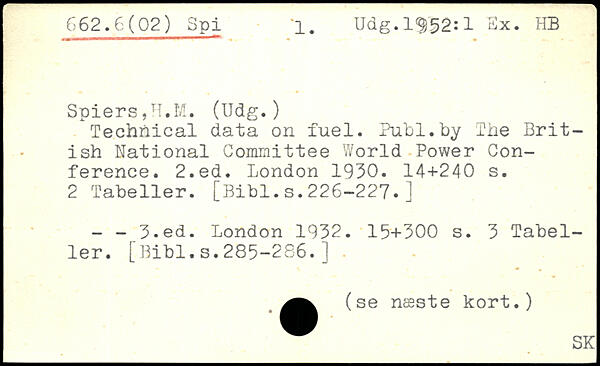 662.6(02) Spi 1. Udg.1952:1 Ex. HB
Spiers,H.M. (Udg.)
Technical data on fuel. Publ.by The Brit-
ish National Committee World Power Con-
ference. 2.ed. London 1930. 14+240 s.
2 Tabeller. [Bibl.s.226-227.]
- - 3.ed. London 1932. 15+300 s. 3 Tabel-
ler. [Bibl.s.285-286.]
(se næste kort.)
SK